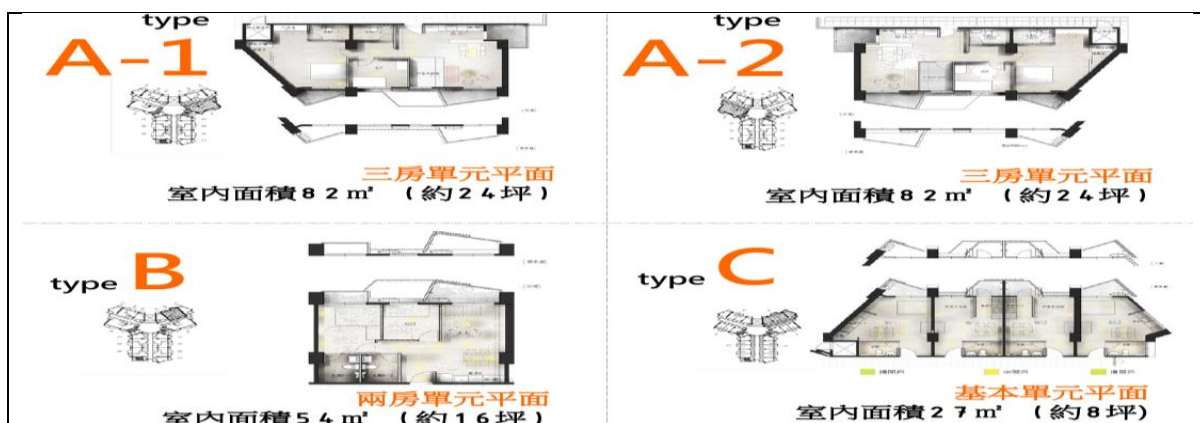 type
A-1
三房單元平面
室內面積82㎡ (約24坪)
type
A-2
三房單元平面
室內面積82㎡ (約24坪)
type B
兩房單元平面
室內面積54㎡ (約16坪)
type C
基本單元平面
室內面積27㎡ (約8坪)